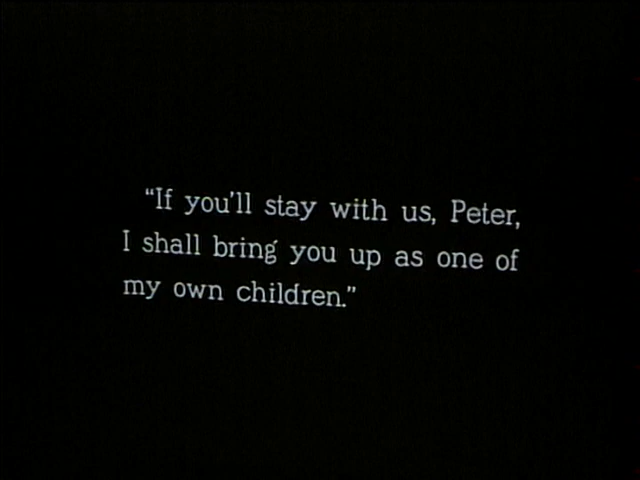 “If you'll stay with us, Peter,
I shall bring you up as one of
my own children.”